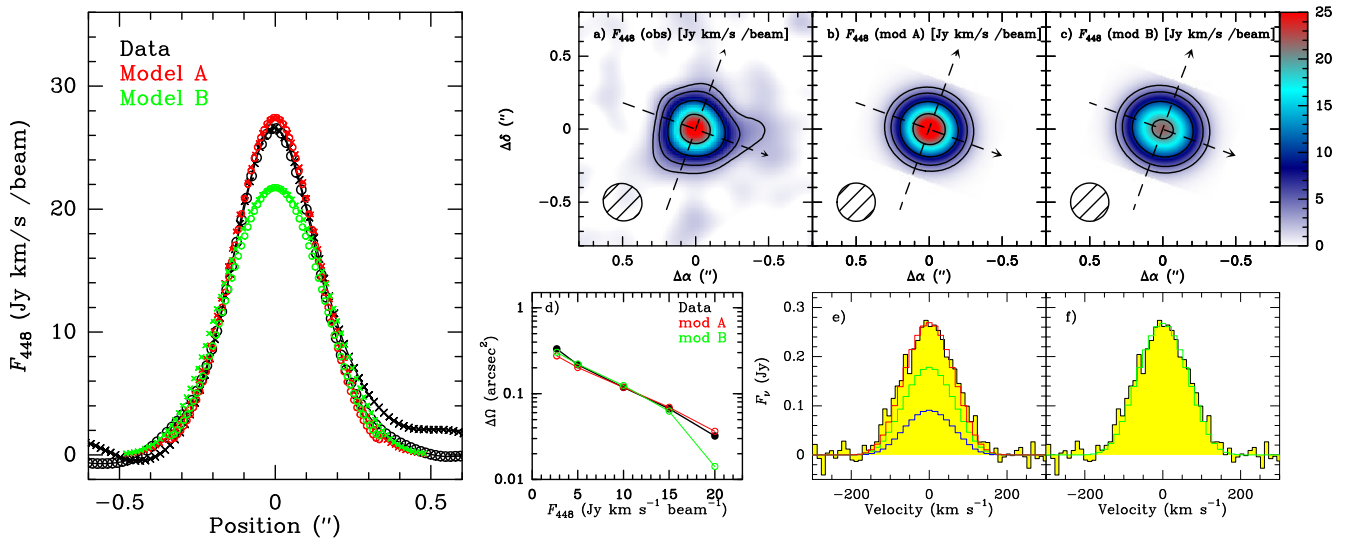 Data
Model A
Model B
30
20
10
0
−0.5
0
0.5
F448 (Jy km/s /beam)
Position (″)
a) F448 (obs) [Jy km/s /beam]
b) F448 (mod A) [Jy km/s /beam]
c) F448 (mod B) [Jy km/s /beam]
0.5
0
−0.5
Δδ (″)
0.5
0
−0.5
0.5
0
−0.5
0.5
0
−0.5
Δα (″)
Δα (″)
Δα (″)
25
20
15
10
5
0
d)
Data
mod A
mod B
1
0.1
0.01
0
5
10
15
20
ΔΩ (arcsec²)
F448 (Jy km s⁻¹ beam⁻¹)
e)
0.3
0.2
0.1
0
Fν (Jy)
−200
0
200
Velocity (km s⁻¹)
f)
−200
0
200
Velocity (km s⁻¹)